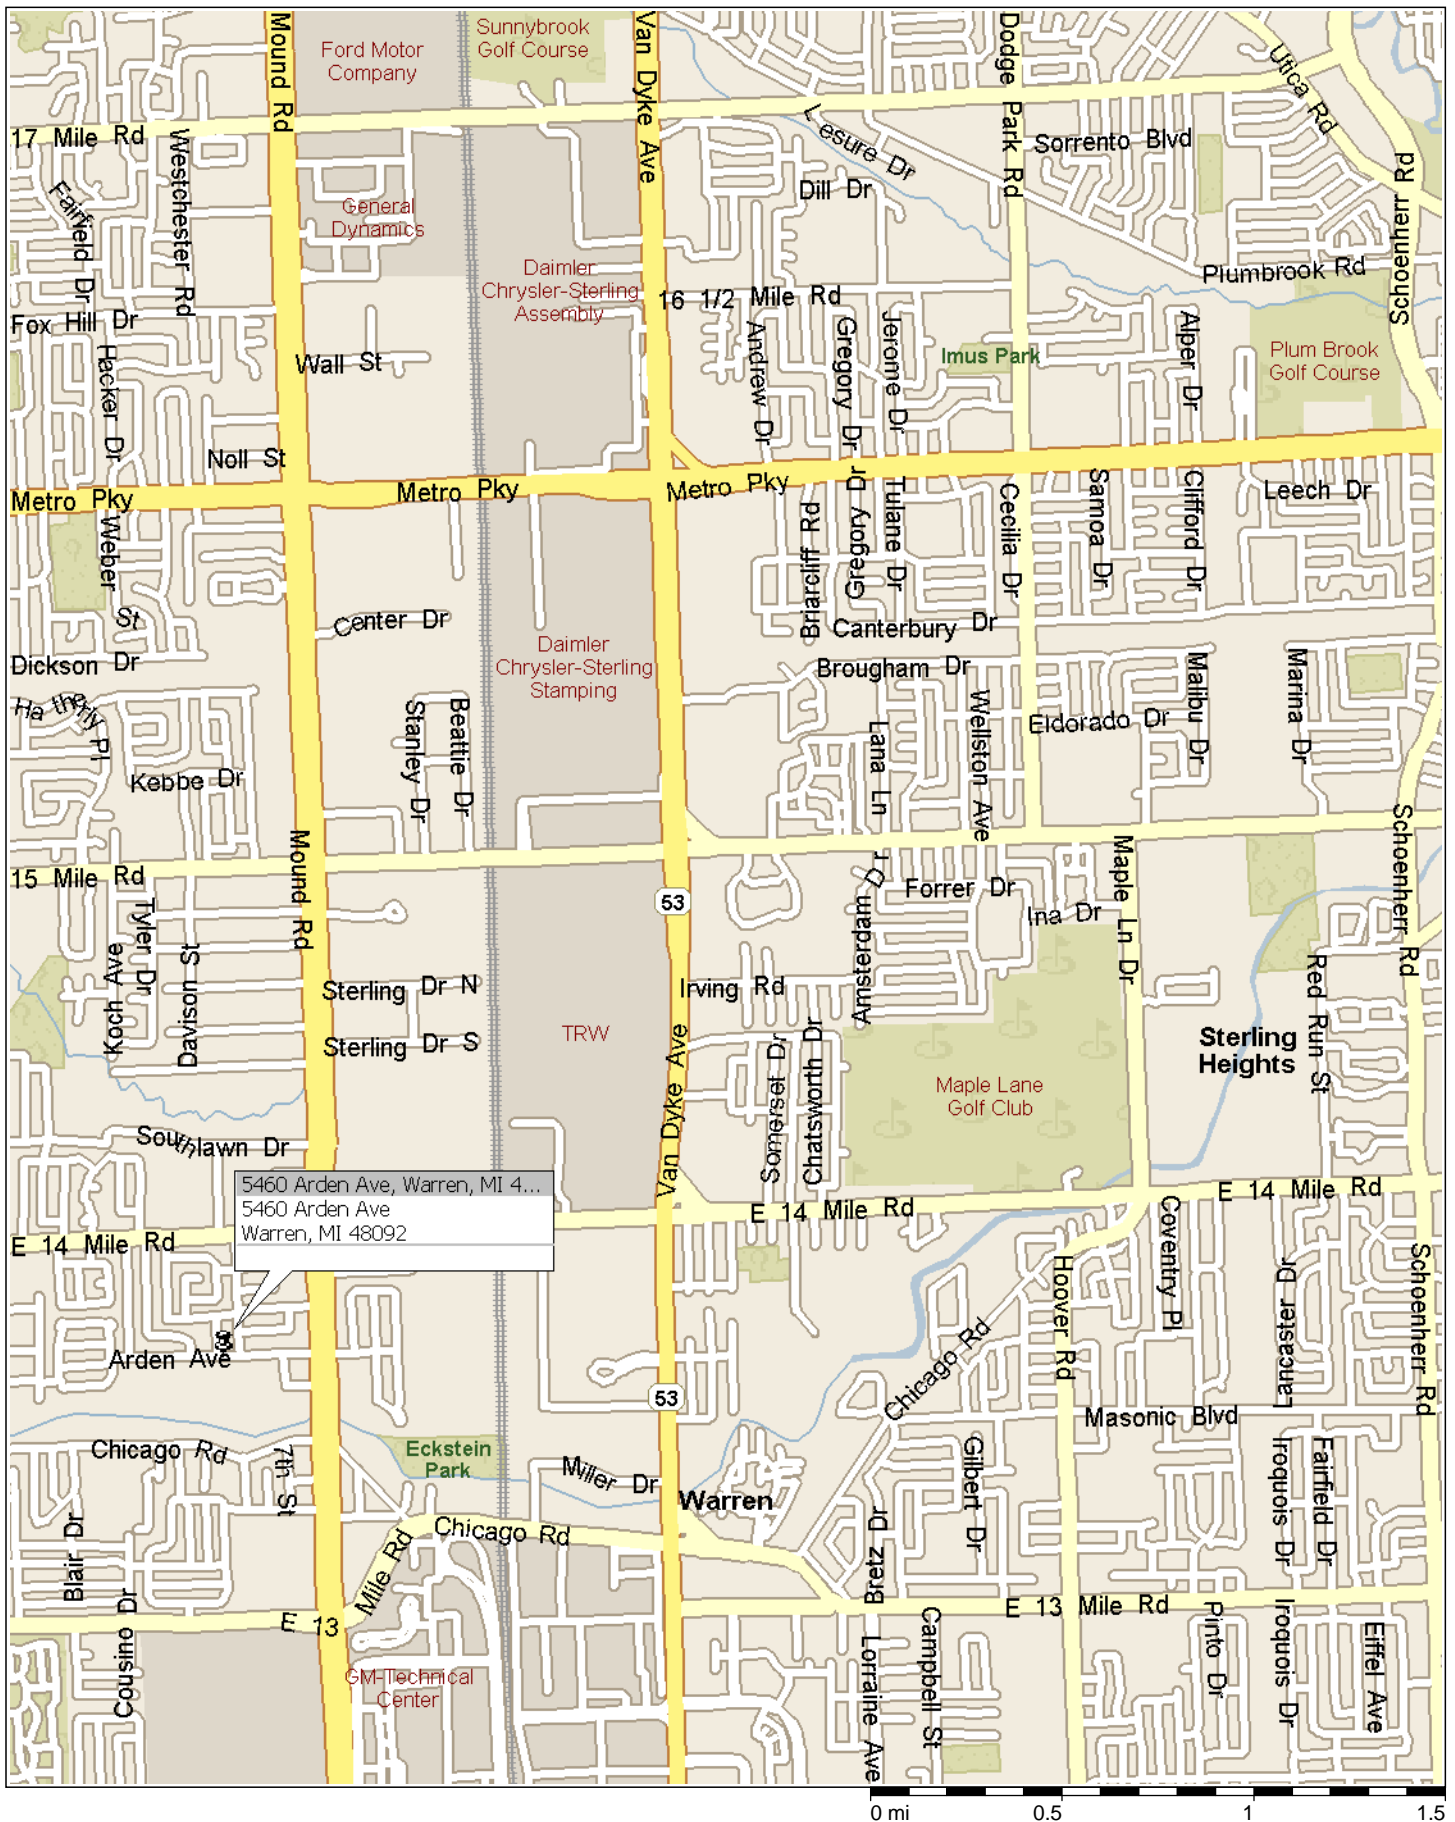 Mound Rd
Ford Motor
Company
Sunnybrook
Golf Course
Van Dyke Ave
Dodge Park Rd
Utica Rd
17 Mile Rd
Westchester Rd
Fairfield Dr
General
Dynamics
Lesure Dr
Dill Dr
Sorrento Blvd
Schoenherr Rd
Plumbrook Rd
Daimler
Chrysler-Sterling
Assembly
16 1/2 Mile Rd
Fox Hill Dr
Hacker Dr
Wall St
Andrew Dr
Gregory Dr
Jerome Dr
Imus Park
Alper Dr
Plum Brook
Golf Course
Noll St
Metro Pky
Metro Pky
Metro Pky
Weber St
Briarcliff Rd
Gregory Dr
Tulane Dr
Cecilia Dr
Samoa Dr
Clifford Dr
Leech Dr
Center Dr
Canterbury Dr
Dickson Dr
Daimler
Chrysler-Sterling
Stamping
Brougham Dr
Hatherly Pl
Stanley Dr
Beattie Dr
Lana Ln
Wellston Ave
Eldorado Dr
Malibu Dr
Marina Dr
Kebbe Dr
Mound Rd
Maple Ln Dr
Schoenherr Rd
15 Mile Rd
53
Amsterdam Dr
Forrer Dr
Ina Dr
Tyler Dr
Koch Ave
Davison St
Sterling Dr N
Irving Rd
Red Run St
Sterling Dr S
TRW
Van Dyke Ave
Somerset Dr
Chatsworth Dr
Sterling
Heights
Maple Lane
Golf Club
Southlawn Dr
5460 Arden Ave, Warren, MI 4...
5460 Arden Ave
Warren, MI 48092
E 14 Mile Rd
E 14 Mile Rd
E 14 Mile Rd
Coventry Pl
Hoover Rd
Lancaster Dr
Schoenherr Rd
Arden Ave
Chicago Rd
53
Masonic Blvd
Chicago Rd
7th St
Eckstein
Park
Miller Dr
Warren
Gilbert Dr
Iroquois Dr
Fairfield Dr
Blair Dr
Chicago Rd
Bretz Dr
Cousino Dr
E 13 Mile Rd
E 13 Mile Rd
GM-Technical
Center
Lorraine Ave
Campbell St
Pinto Dr
Iroquois Dr
Eiffel Ave
0 mi 0.5 1 1.5